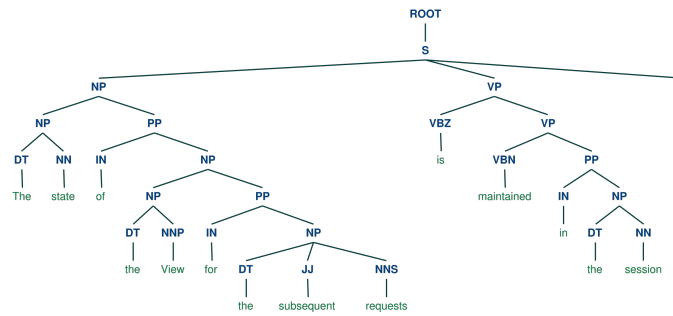 ROOT
S
NP VP
NP PP VBZ VP
DT NN IN NP is VBN PP
The state of NP PP maintained IN NP
DT NNP IN NP in DT NN
the View for DT JJ NNS the session
the subsequent requests